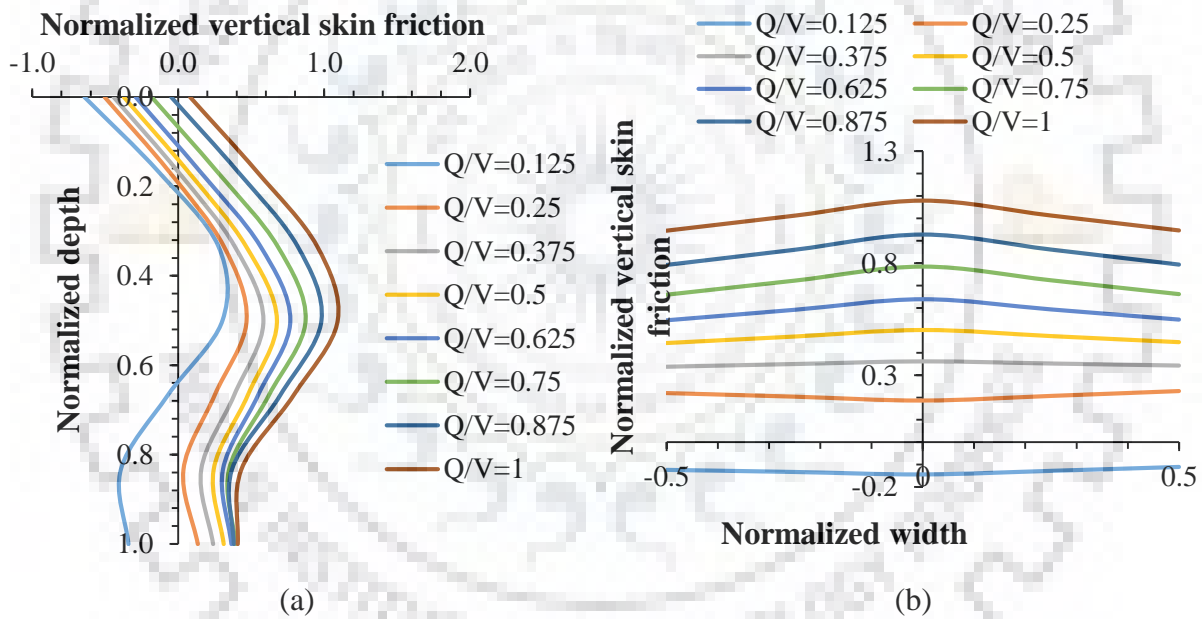 Normalized vertical skin friction
-1.0 0.0 1.0 2.0
0.0
0.2
0.4
0.6
0.8
1.0
Normalized depth
Q/V=0.125
Q/V=0.25
Q/V=0.375
Q/V=0.5
Q/V=0.625
Q/V=0.75
Q/V=0.875
Q/V=1
(a)
Q/V=0.125 Q/V=0.25
Q/V=0.375 Q/V=0.5
Q/V=0.625 Q/V=0.75
Q/V=0.875 Q/V=1
Normalized vertical skin
friction
1.3
0.8
0.3
-0.2
-0.5 0 0.5
Normalized width
(b)